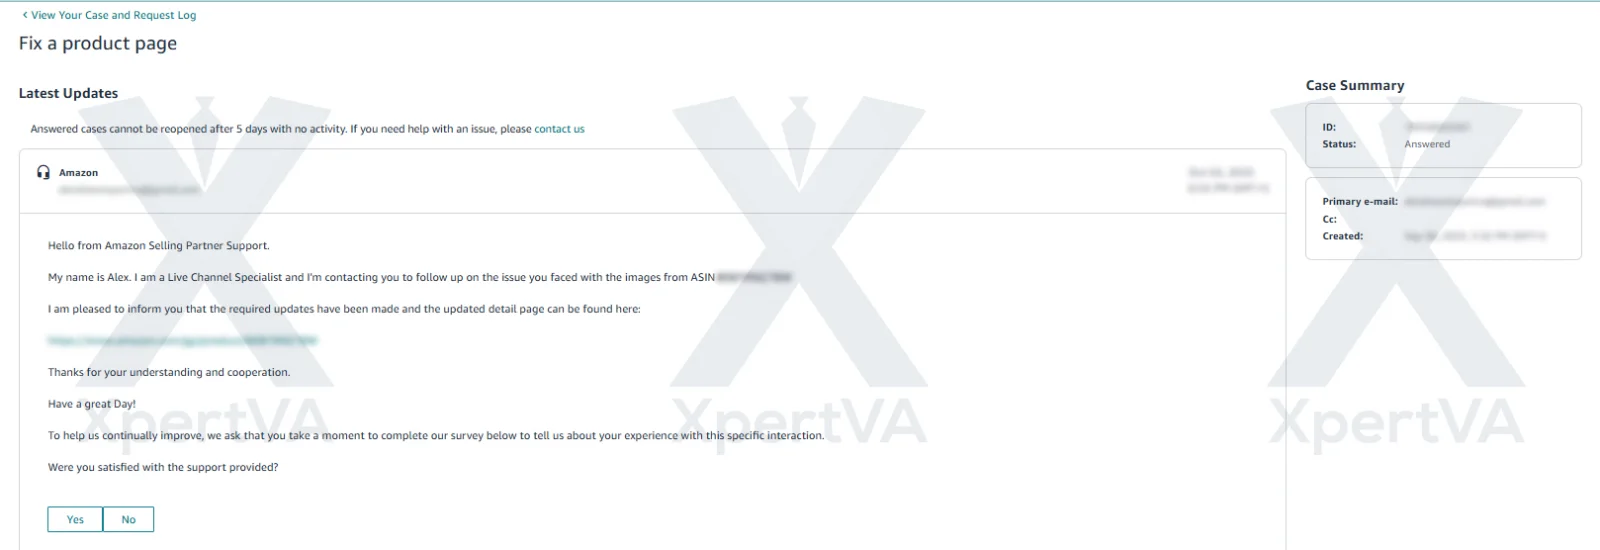 View Your Case and Request Log
Fix a product page
Latest Updates
Answered cases cannot be reopened after 5 days with no activity. If you need help with an issue, please contact us
Amazon
Hello from Amazon Selling Partner Support.
My name is Alex. I am a Live Channel Specialist and I'm contacting you to follow up on the issue you faced with the images from ASIN
I am pleased to inform you that the required updates have been made and the updated detail page can be found here:
Thanks for your understanding and cooperation.
Have a great Day!
To help us continually improve, we ask that you take a moment to complete our survey below to tell us about your experience with this specific interaction.
Were you satisfied with the support provided?
Yes No
Case Summary
ID:
Status: Answered
Primary e-mail:
Cc:
Created:
XpertVA
XpertVA
XpertVA